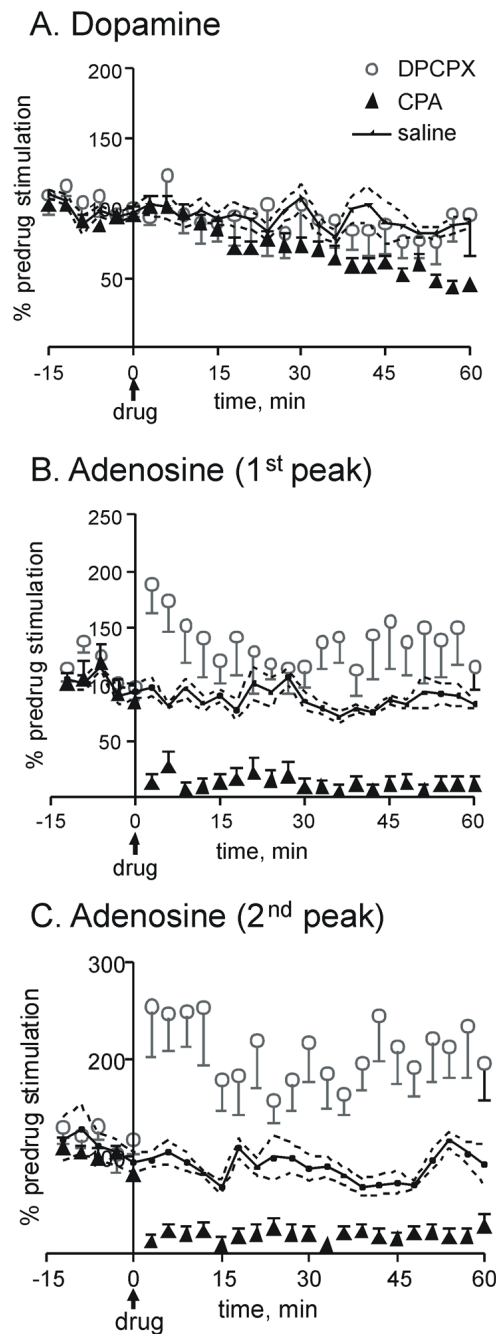 A. Dopamine
200
DPCPX
CPA
saline
150
100
50
% predrug stimulation
-15 0 15 30 45 60
drug
time, min
B. Adenosine (1st peak)
250
200
150
100
50
% predrug stimulation
-15 0 15 30 45 60
drug
time, min
C. Adenosine (2nd peak)
300
200
100
% predrug stimulation
-15 0 15 30 45 60
drug
time, min